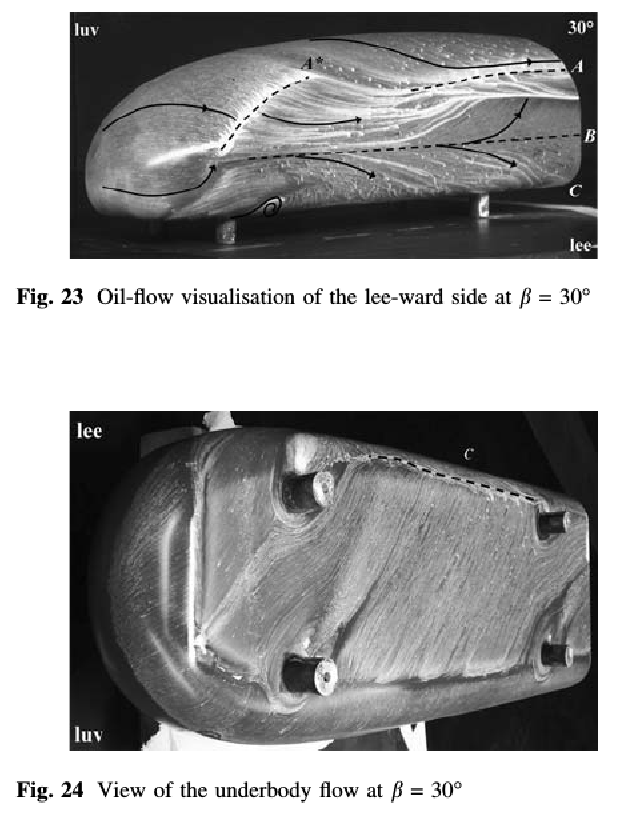 luv
30°
A*
A
B
C
lee-
Fig. 23 Oil-flow visualisation of the lee-ward side at β = 30°
lee
C
luv
Fig. 24 View of the underbody flow at β = 30°